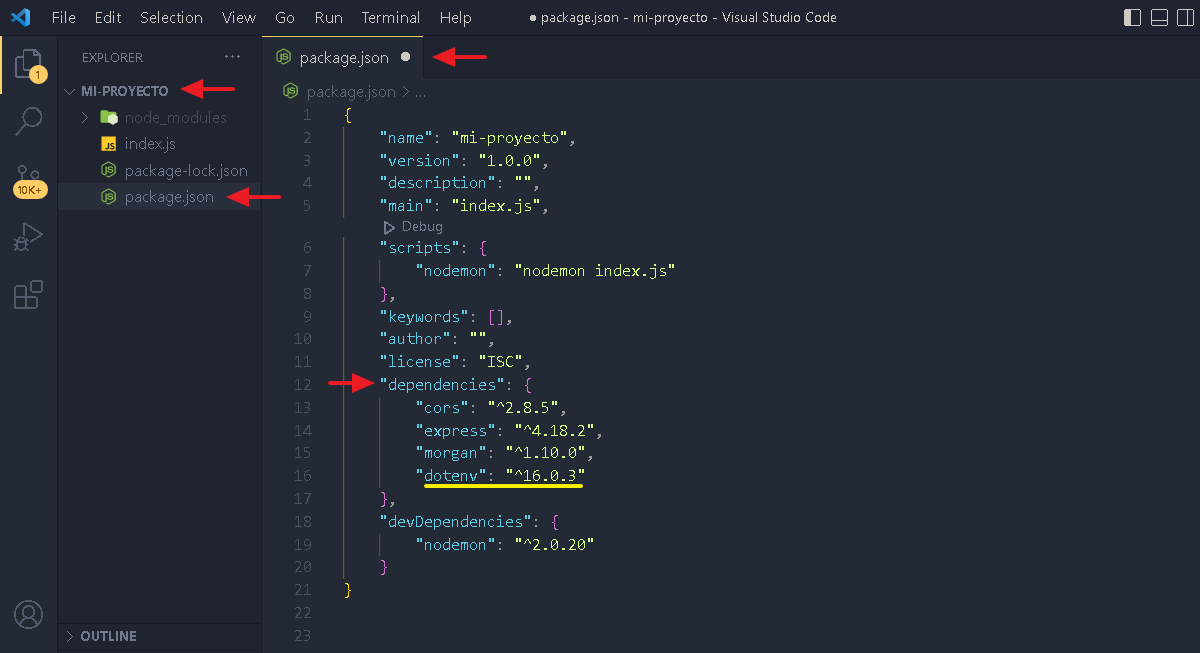 File Edit Selection View Go Run Terminal Help ● package.json - mi-proyecto - Visual Studio Code
EXPLORER ···
package.json ●
MI-PROYECTO
package.json > ...
node_modules
index.js
package-lock.json
package.json
1
10K+
JS
1 {
2 "name": "mi-proyecto",
3 "version": "1.0.0",
4 "description": "",
5 "main": "index.js",
Debug
6 "scripts": {
7 "nodemon": "nodemon index.js"
8 },
9 "keywords": [],
10 "author": "",
11 "license": "ISC",
12 "dependencies": {
13 "cors": "^2.8.5",
14 "express": "^4.18.2",
15 "morgan": "^1.10.0",
16 "dotenv": "^16.0.3"
17 },
18 "devDependencies": {
19 "nodemon": "^2.0.20"
20 }
21 }
22
23
OUTLINE